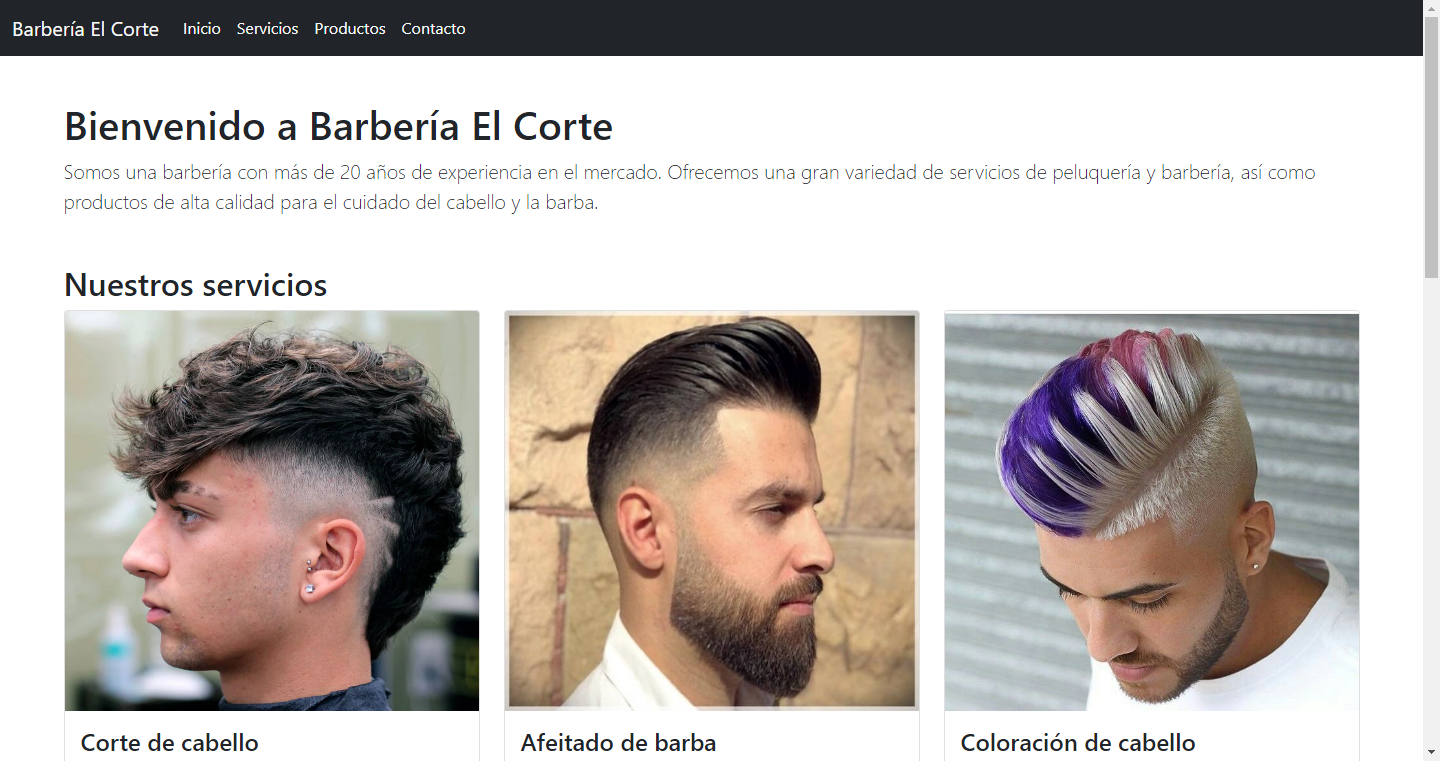 Barbería El Corte Inicio Servicios Productos Contacto
Bienvenido a Barbería El Corte
Somos una barbería con más de 20 años de experiencia en el mercado. Ofrecemos una gran variedad de servicios de peluquería y barbería, así como
productos de alta calidad para el cuidado del cabello y la barba.
Nuestros servicios
Corte de cabello
Afeitado de barba
Coloración de cabello